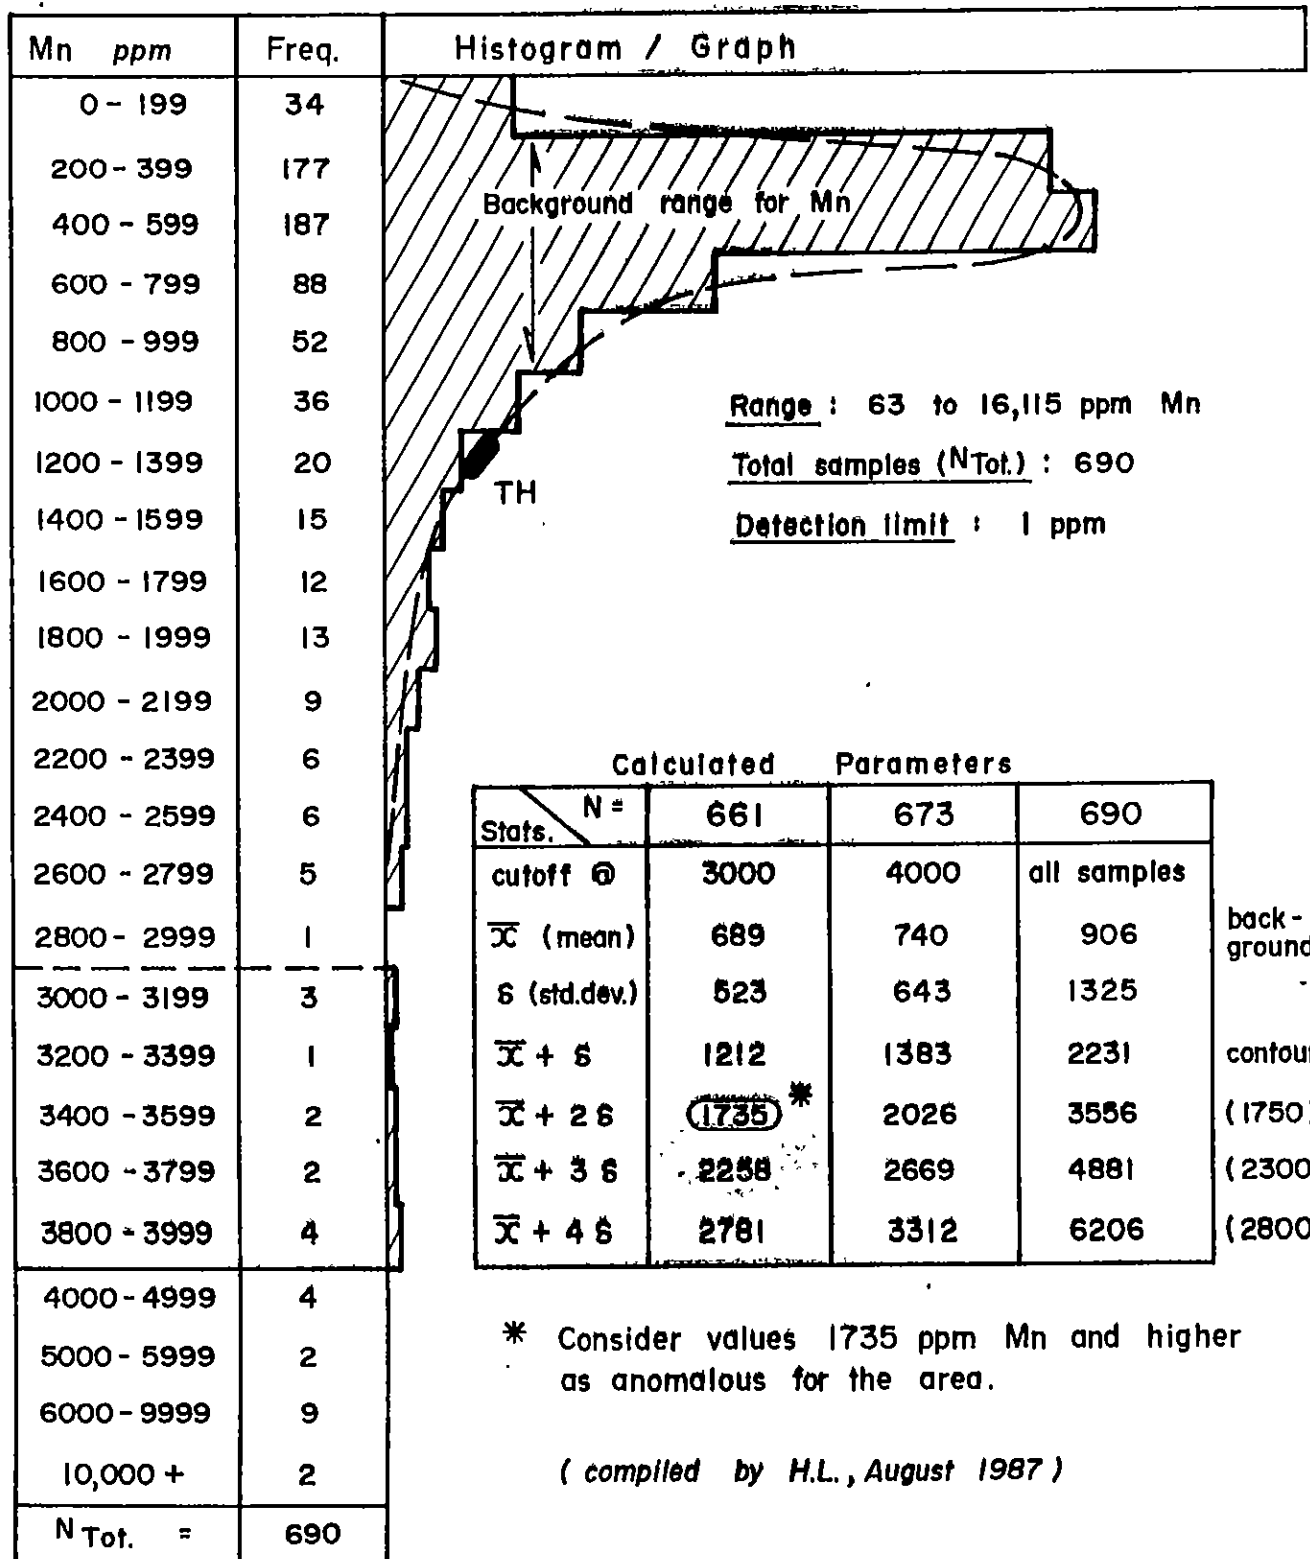 Mn ppm Freq. Histogram / Graph
0 - 199 34
200 - 399 177
400 - 599 187
600 - 799 88
800 - 999 52
1000 - 1199 36
1200 - 1399 20
1400 - 1599 15
1600 - 1799 12
1800 - 1999 13
2000 - 2199 9
2200 - 2399 6
2400 - 2599 6
2600 - 2799 5
2800 - 2999 1
3000 - 3199 3
3200 - 3399 1
3400 - 3599 2
3600 - 3799 2
3800 - 3999 4
4000 - 4999 4
5000 - 5999 2
6000 - 9999 9
10,000 + 2
N Tot. = 690
Background range for Mn
TH
Range : 63 to 16,115 ppm Mn
Total samples (N Tot.) : 690
Detection limit : 1 ppm
Calculated Parameters
Stats. N = 661 673 690
cutoff @ 3000 4000 all samples
x̅ (mean) 689 740 906 back-
ground
S (std.dev.) 523 643 1325
x̅ + S 1212 1383 2231 contour
x̅ + 2 S 1735 * 2026 3556 (1750)
x̅ + 3 S 2258 2669 4881 (2300
x̅ + 4 S 2781 3312 6206 (2800
* Consider values 1735 ppm Mn and higher
as anomalous for the area.
( compiled by H.L., August 1987 )